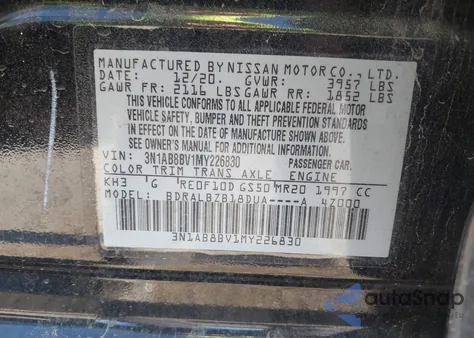 MANUFACTURED BY NISSAN MOTOR CO., LTD.
DATE: 12/20. GVWR: 3957 LBS
GAWR FR: 2116 LBS GAWR RR: 1852 LBS
THIS VEHICLE CONFORMS TO ALL APPLICABLE FEDERAL MOTOR
VEHICLE SAFETY, BUMPER AND THEFT PREVENTION STANDARDS
IN EFFECT ON THE DATE OF MANUFACTURE SHOWN ABOVE.
SEE OWNER'S MANUAL FOR ADDITIONAL INFORMATION
VIN: 3N1AB8BV1MY226830 PASSENGER CAR.
COLOR TRIM TRANS AXLE ENGINE
KH3 G RE0F10D GS50 MR20 1997 CC
MODEL: BDRALBZB18DUA----A 4Z000
3N1AB8BV1MY226830
autoSnap